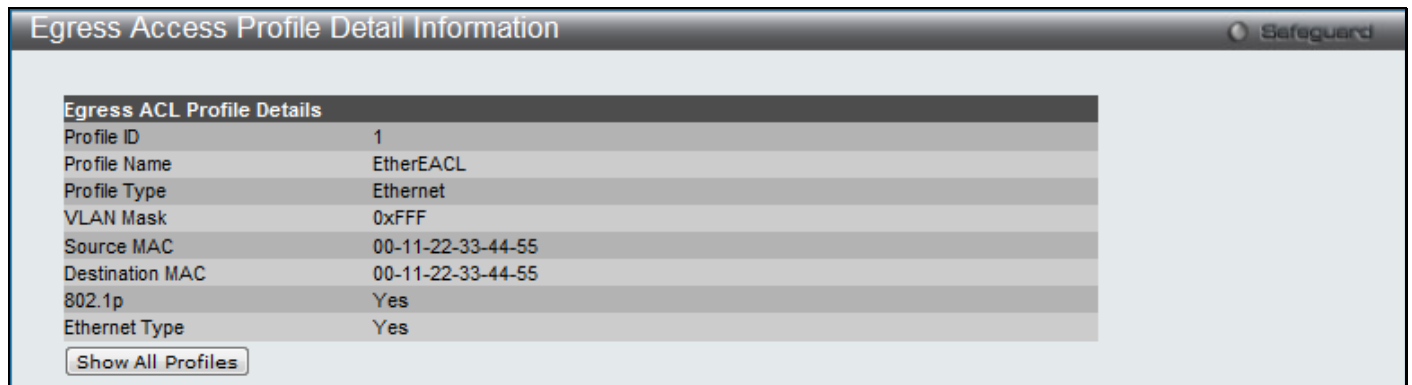 Egress Access Profile Detail Information
Safeguard
Egress ACL Profile Details
Profile ID 1
Profile Name EtherEACL
Profile Type Ethernet
VLAN Mask 0xFFF
Source MAC 00-11-22-33-44-55
Destination MAC 00-11-22-33-44-55
802.1p Yes
Ethernet Type Yes
Show All Profiles